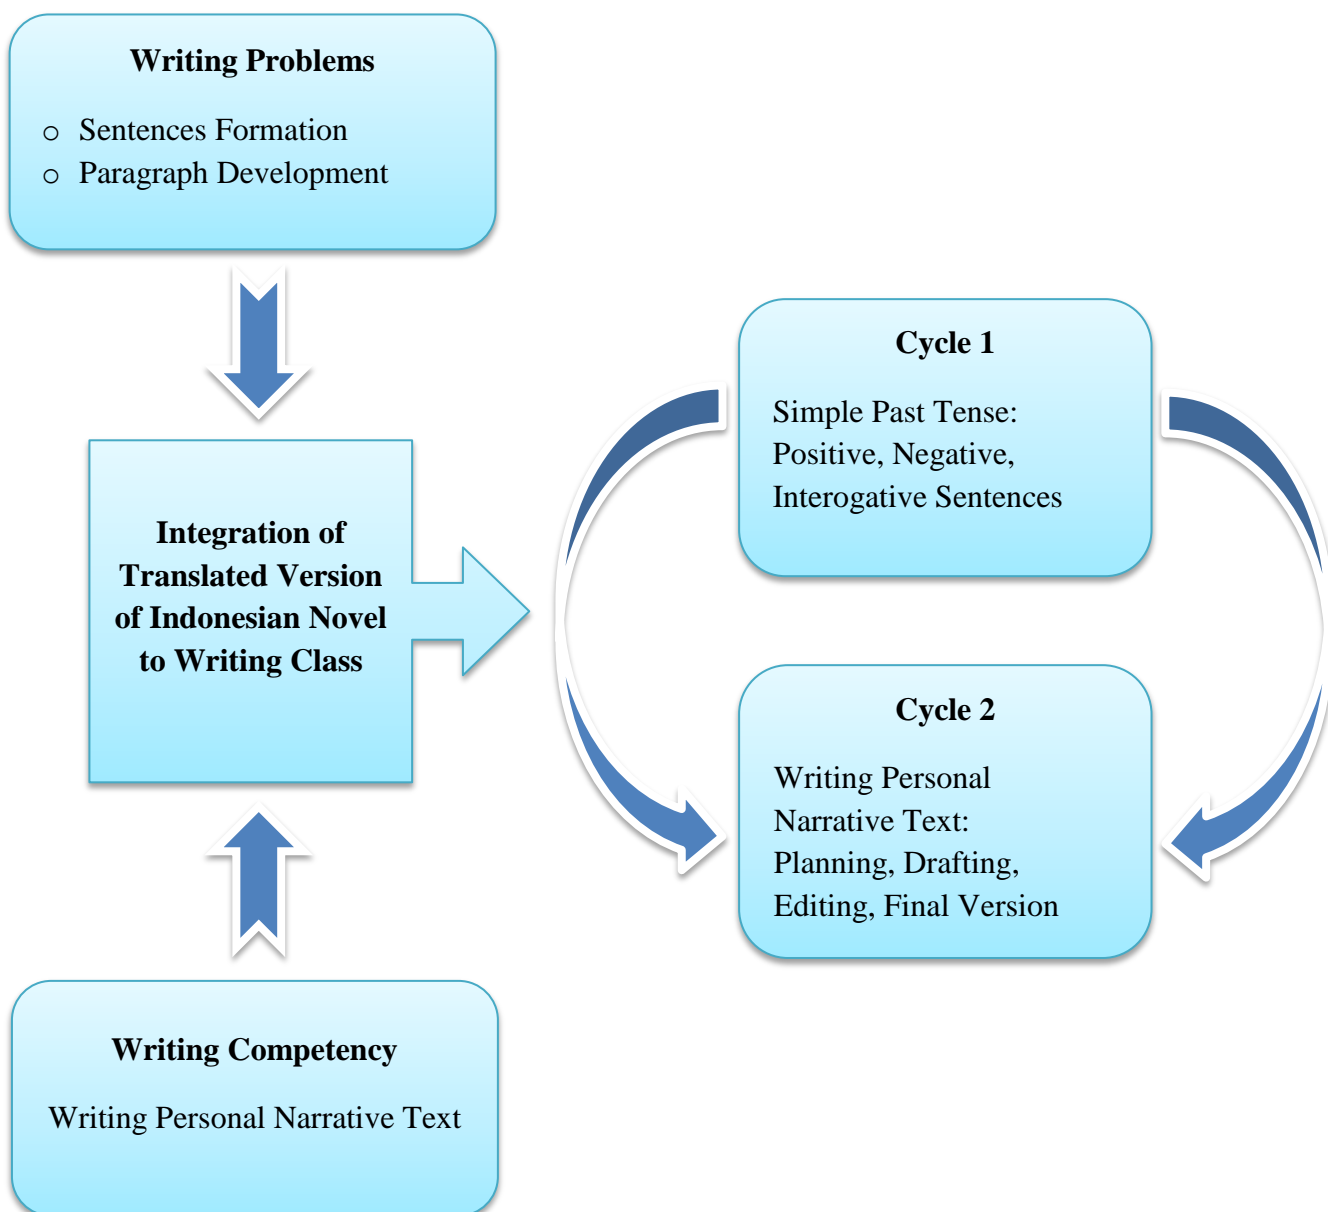 Writing Problems
o Sentences Formation
o Paragraph Development
Integration of
Translated Version
of Indonesian Novel
to Writing Class
Writing Competency
Writing Personal Narrative Text
Cycle 1
Simple Past Tense:
Positive, Negative,
Interogative Sentences
Cycle 2
Writing Personal
Narrative Text:
Planning, Drafting,
Editing, Final Version